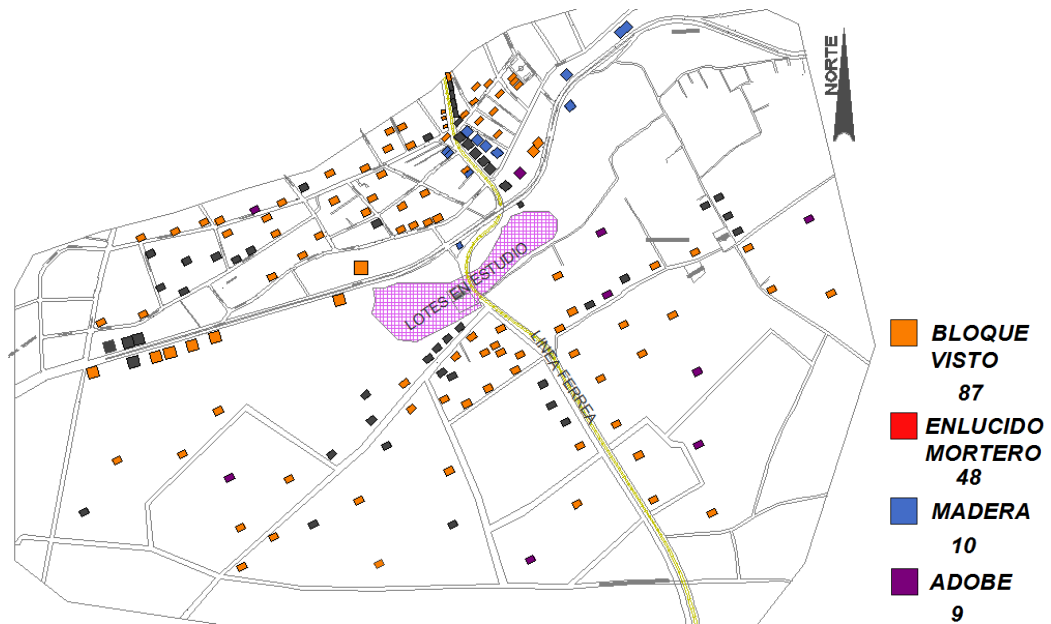 NORTE
LOTES EN ESTUDIO
LINEA FERREA
BLOQUE
VISTO
87
ENLUCIDO
MORTERO
48
MADERA
10
ADOBE
9